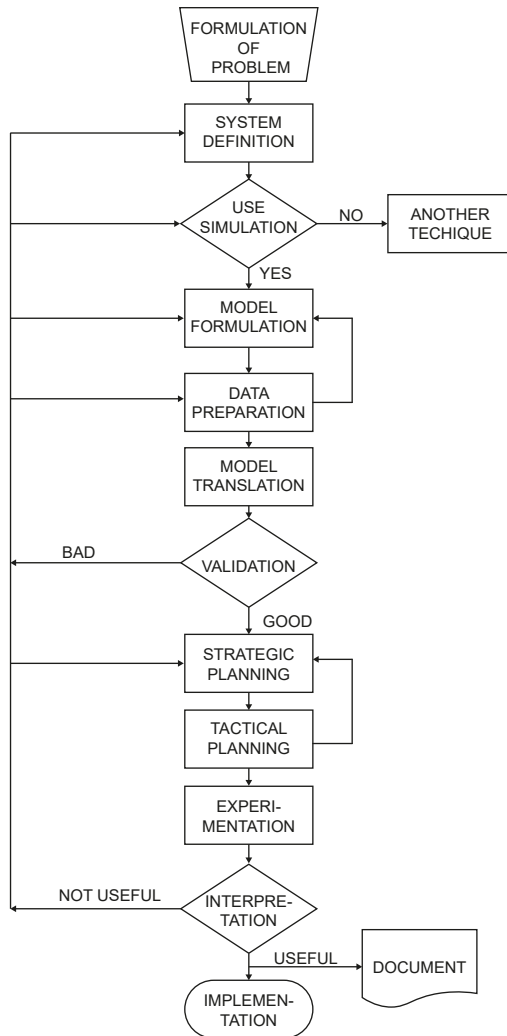 FORMULATION
OF
PROBLEM
SYSTEM
DEFINITION
USE
SIMULATION
NO
ANOTHER
TECHIQUE
YES
MODEL
FORMULATION
DATA
PREPARATION
MODEL
TRANSLATION
BAD
VALIDATION
GOOD
STRATEGIC
PLANNING
TACTICAL
PLANNING
EXPERI-
MENTATION
NOT USEFUL
INTERPRE-
TATION
USEFUL
DOCUMENT
IMPLEMEN-
TATION